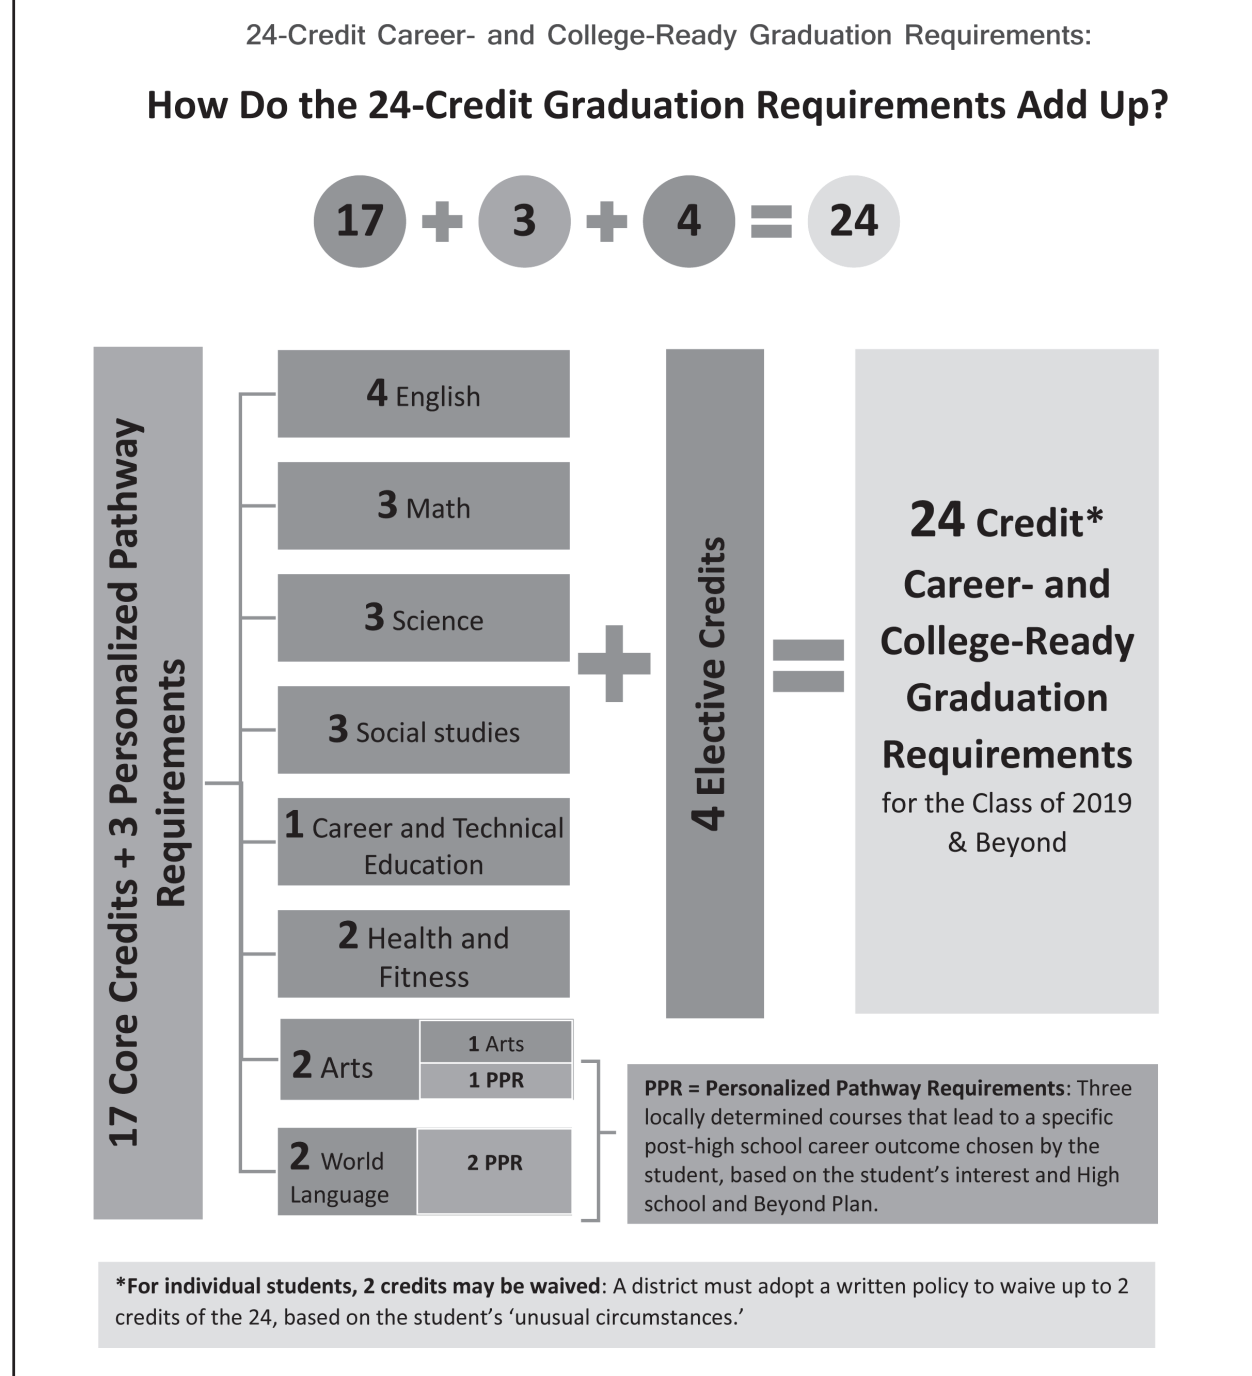 24-Credit Career- and College-Ready Graduation Requirements:
How Do the 24-Credit Graduation Requirements Add Up?
17 + 3 + 4 = 24
17 Core Credits + 3 Personalized Pathway
Requirements
4 English
3 Math
3 Science
3 Social studies
1 Career and Technical
Education
2 Health and
Fitness
2 Arts
1 Arts
1 PPR
2 World
Language
2 PPR
+
4 Elective Credits
=
24 Credit*
Career- and
College-Ready
Graduation
Requirements
for the Class of 2019
& Beyond
PPR = Personalized Pathway Requirements: Three
locally determined courses that lead to a specific
post-high school career outcome chosen by the
student, based on the student’s interest and High
school and Beyond Plan.
*For individual students, 2 credits may be waived: A district must adopt a written policy to waive up to 2
credits of the 24, based on the student’s ‘unusual circumstances.’